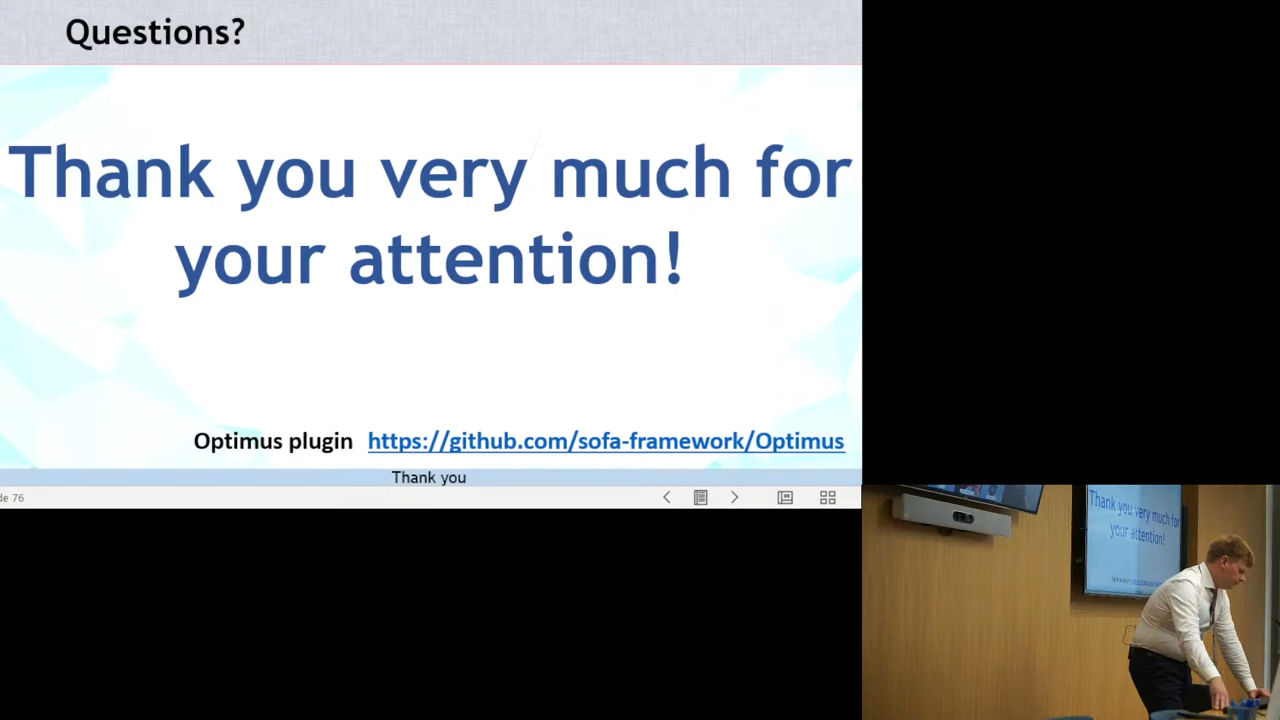 Questions?
Thank you very much for
your attention!
Optimus plugin https://github.com/sofa-framework/Optimus
Thank you
de 76
Thank you very much for
your attention!